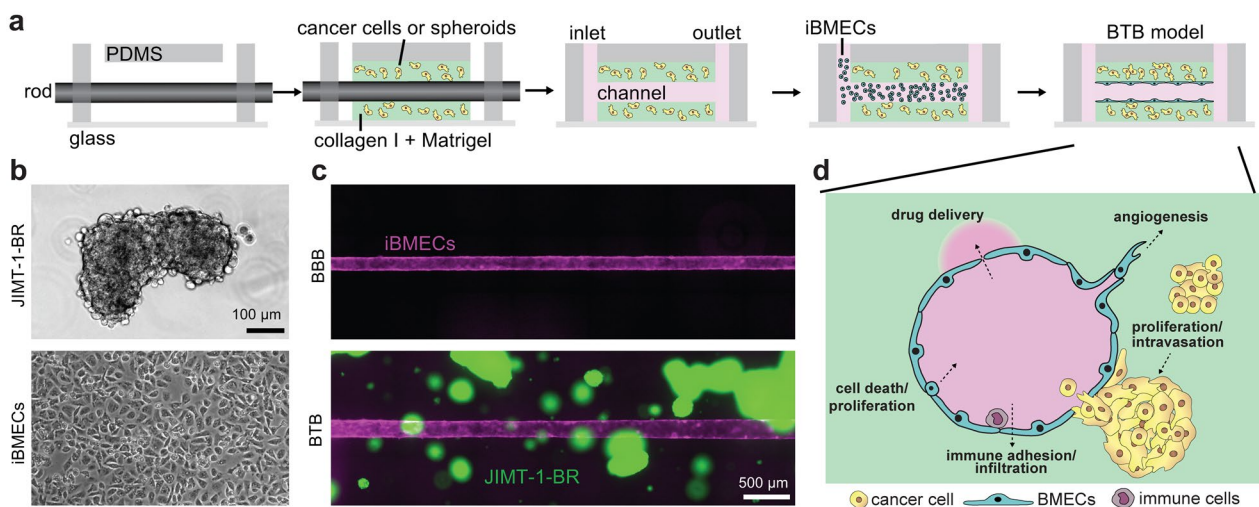 a
PDMS
rod
glass
cancer cells or spheroids
collagen I + Matrigel
inlet
outlet
channel
iBMECs
BTB model
b
JIMT-1-BR
100 µm
iBMECs
c
BBB
iBMECs
BTB
JIMT-1-BR
500 µm
d
drug delivery
angiogenesis
proliferation/
intravasation
cell death/
proliferation
immune adhesion/
infiltration
cancer cell
BMECs
immune cells